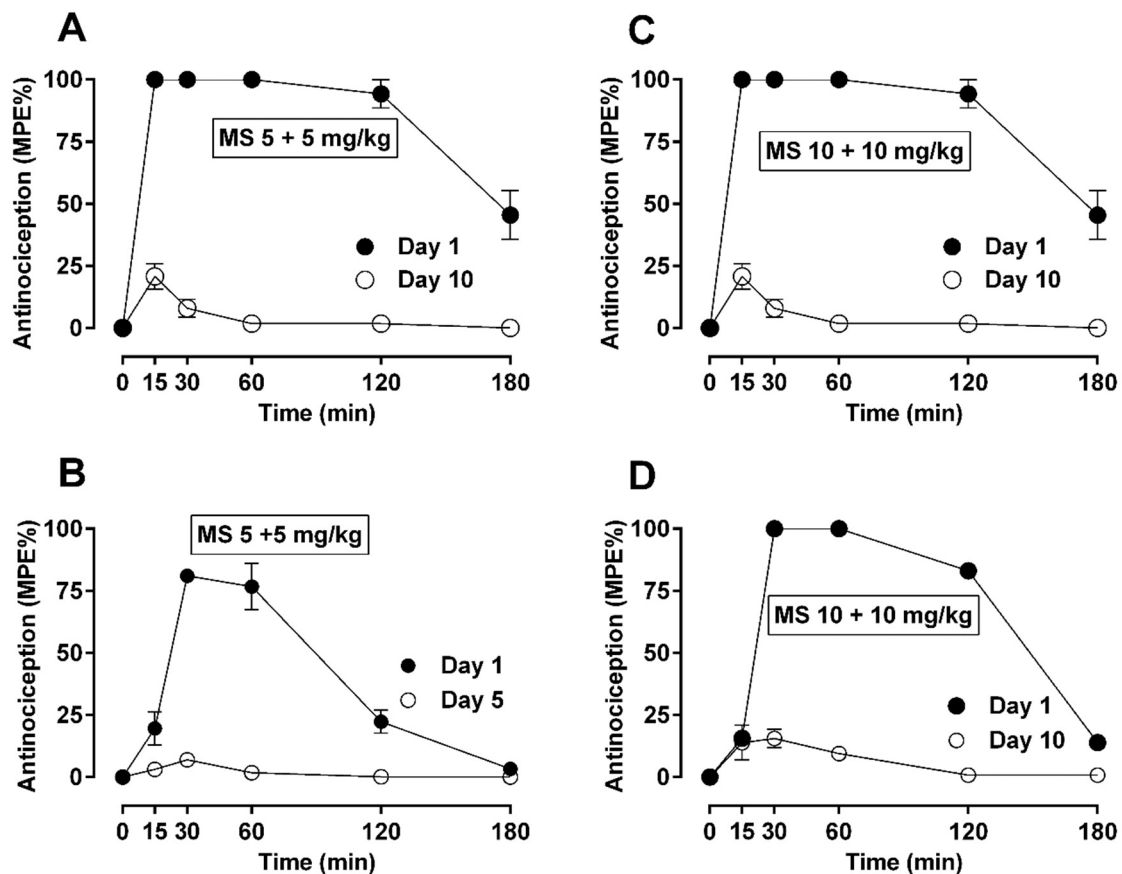 A
Antinociception (MPE%)
100
75
50
25
0
MS 5 + 5 mg/kg
Day 1
Day 10
0 15 30 60 120 180
Time (min)
C
Antinociception (MPE%)
100
75
50
25
0
MS 10 + 10 mg/kg
Day 1
Day 10
0 15 30 60 120 180
Time (min)
B
Antinociception (MPE%)
100
75
50
25
0
MS 5 +5 mg/kg
Day 1
Day 5
0 15 30 60 120 180
Time (min)
D
Antinociception (MPE%)
100
75
50
25
0
MS 10 + 10 mg/kg
Day 1
Day 10
0 15 30 60 120 180
Time (min)